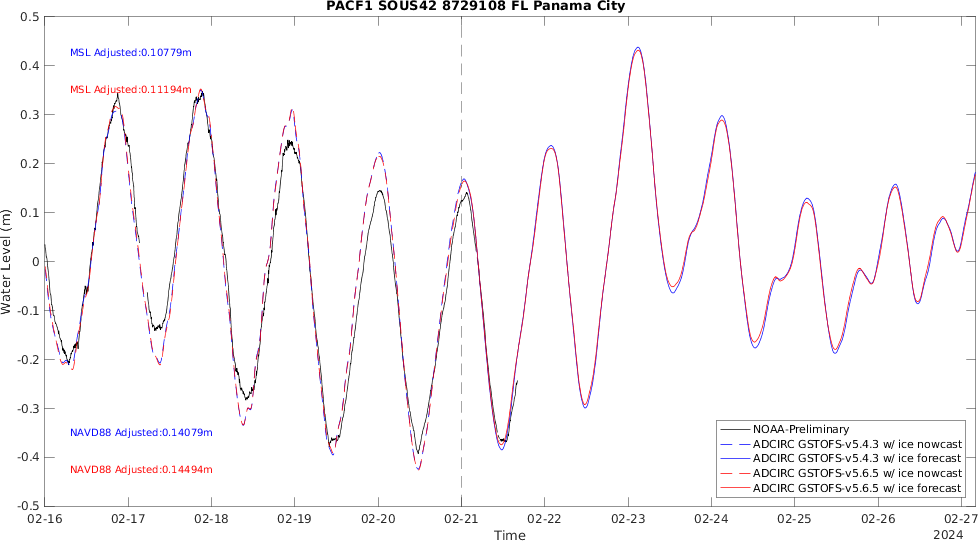 PACF1 SOUS42 8729108 FL Panama City
0.5
0.4
0.3
0.2
0.1
0
-0.1
-0.2
-0.3
-0.4
-0.5
Water Level (m)
MSL Adjusted:0.10779m
MSL Adjusted:0.11194m
NAVD88 Adjusted:0.14079m
NAVD88 Adjusted:0.14494m
NOAA-Preliminary
ADCIRC GSTOFS-v5.4.3 w/ ice nowcast
ADCIRC GSTOFS-v5.4.3 w/ ice forecast
ADCIRC GSTOFS-v5.6.5 w/ ice nowcast
ADCIRC GSTOFS-v5.6.5 w/ ice forecast
02-16 02-17 02-18 02-19 02-20 02-21 02-22 02-23 02-24 02-25 02-26 02-27
Time
2024